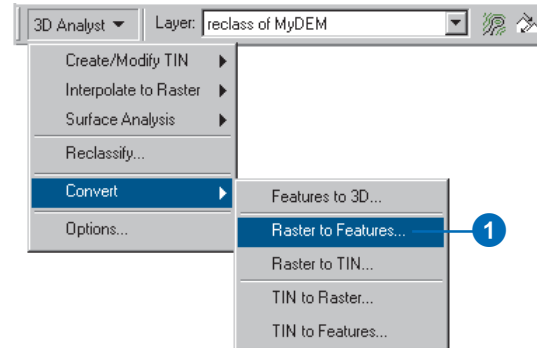 3D Analyst Layer: reclass of MyDEM
Create/Modify TIN
Interpolate to Raster
Surface Analysis
Reclassify...
Convert
Options...
Features to 3D...
Raster to Features... 1
Raster to TIN...
TIN to Raster...
TIN to Features...